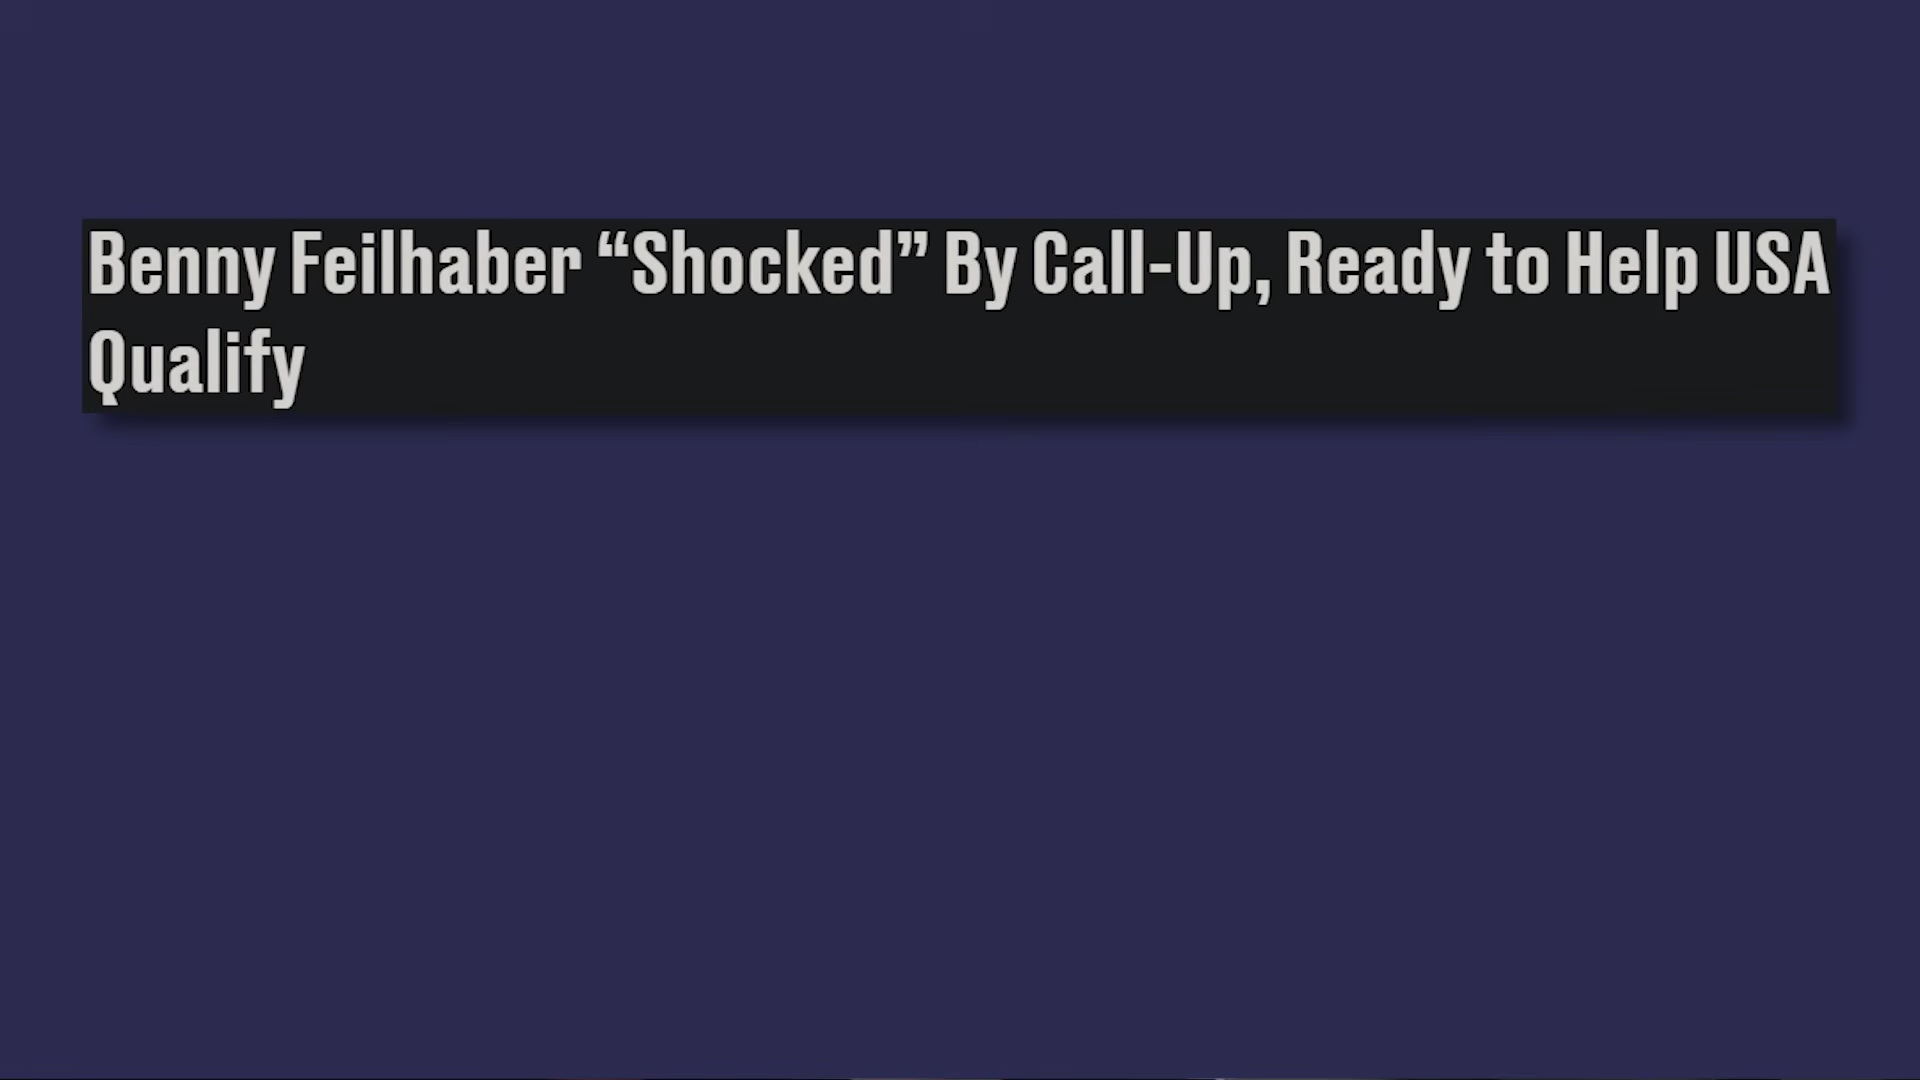 Benny Feilhaber “Shocked” By Call-Up, Ready to Help USA
Qualify